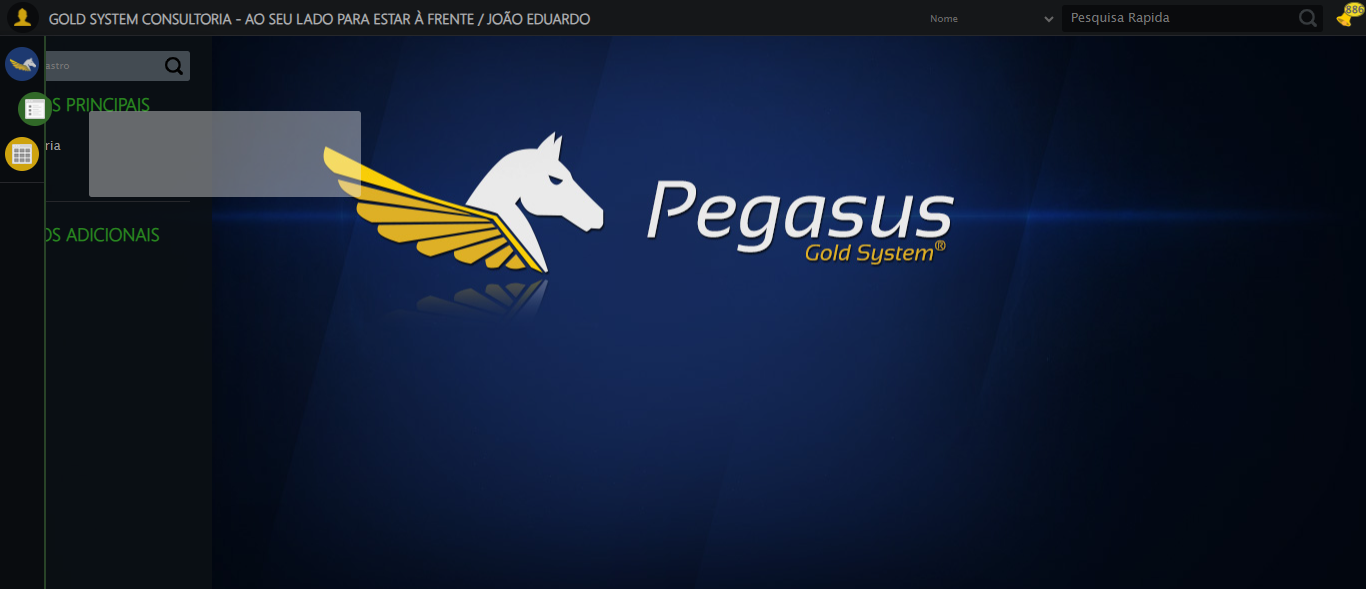 GOLD SYSTEM CONSULTORIA - AO SEU LADO PARA ESTAR À FRENTE / JOÃO EDUARDO
Nome
Pesquisa Rapida
886
astro
S PRINCIPAIS
ria
OS ADICIONAIS
Pegasus
Gold System®